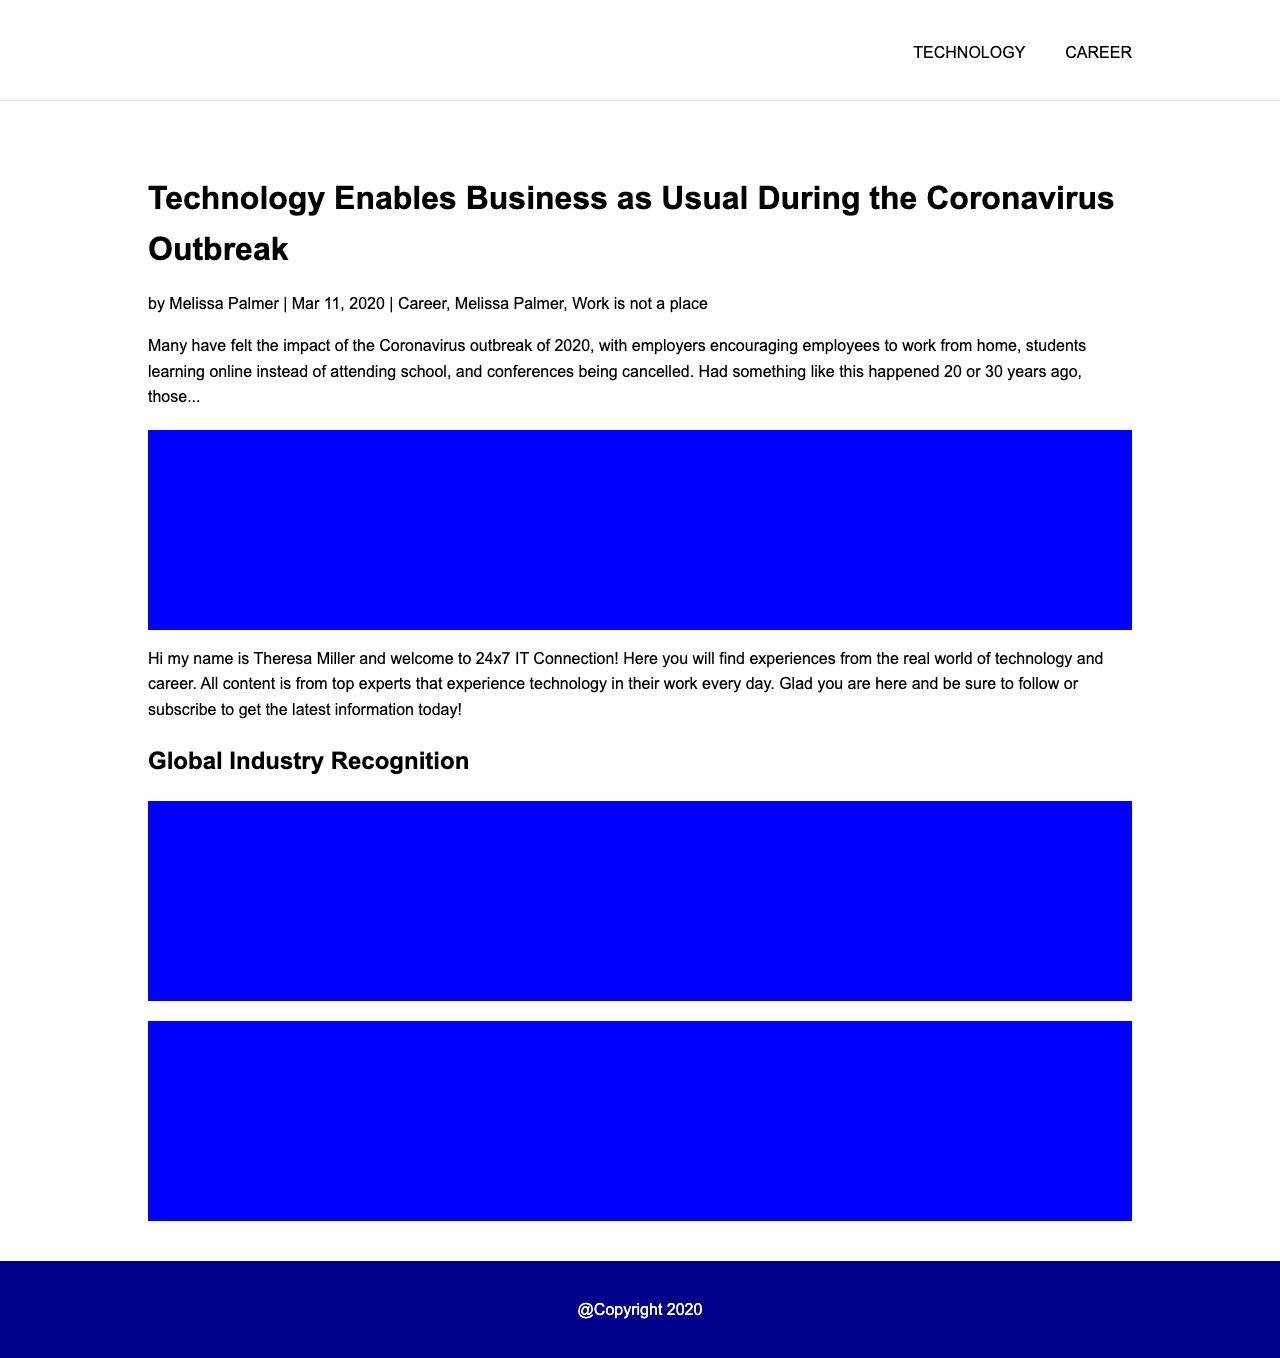 TECHNOLOGY CAREER
Technology Enables Business as Usual During the Coronavirus
Outbreak
by Melissa Palmer | Mar 11, 2020 | Career, Melissa Palmer, Work is not a place
Many have felt the impact of the Coronavirus outbreak of 2020, with employers encouraging employees to work from home, students
learning online instead of attending school, and conferences being cancelled. Had something like this happened 20 or 30 years ago,
those...
Hi my name is Theresa Miller and welcome to 24x7 IT Connection! Here you will find experiences from the real world of technology and
career. All content is from top experts that experience technology in their work every day. Glad you are here and be sure to follow or
subscribe to get the latest information today!
Global Industry Recognition
@Copyright 2020